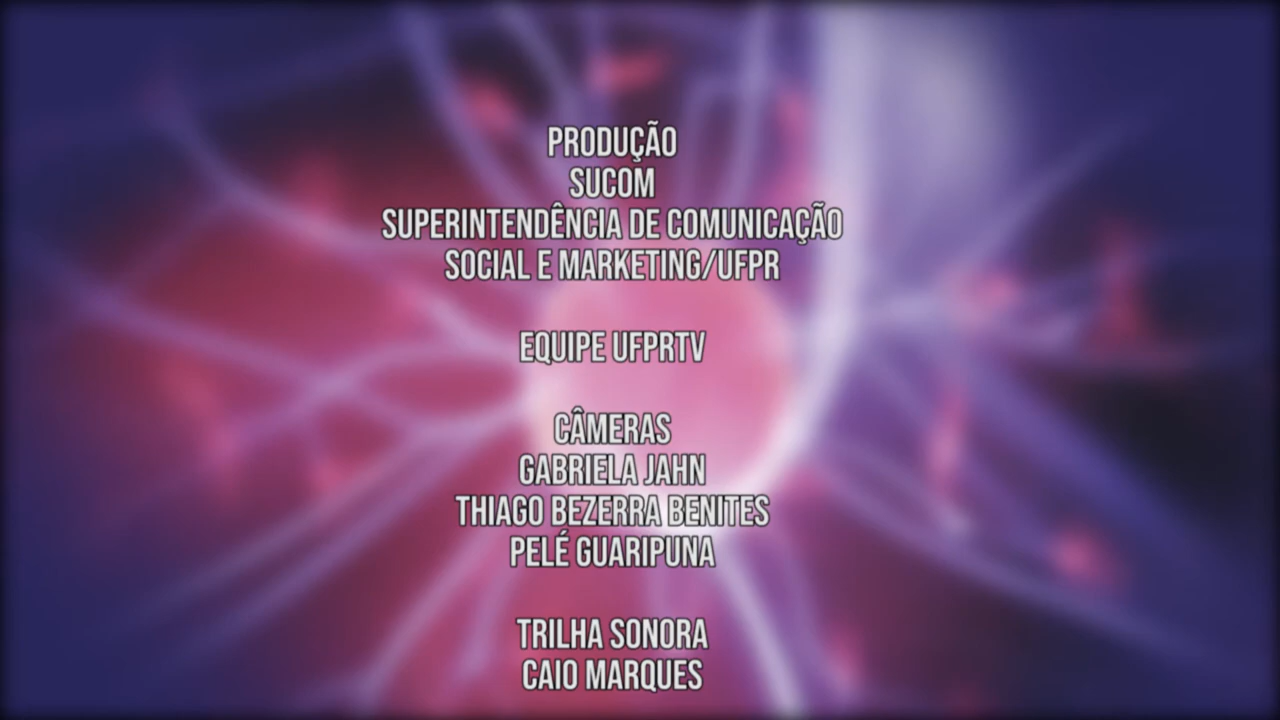 PRODUÇÃO
SUCOM
SUPERINTENDÊNCIA DE COMUNICAÇÃO
SOCIAL E MARKETING/UFPR
EQUIPE UFPRTV
CÂMERAS
GABRIELA JAHN
THIAGO BEZERRA BENITES
PELÉ GUARIPUNA
TRILHA SONORA
CAIO MARQUES